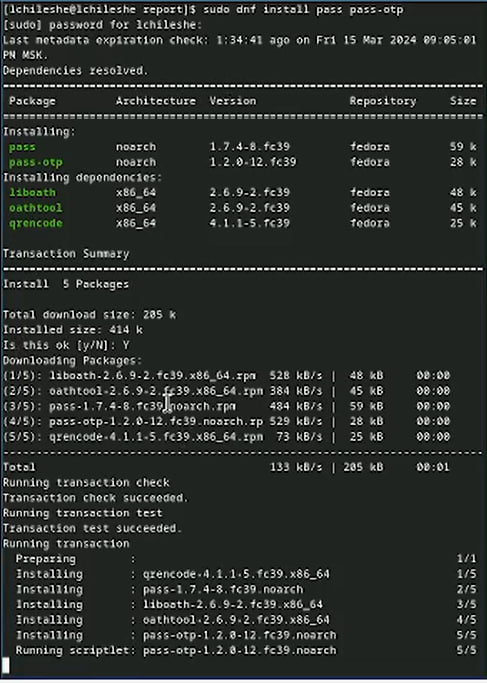 [lchileshe@lchileshe report]$ sudo dnf install pass pass-otp
[sudo] password for lchileshe:
Last metadata expiration check: 1:34:41 ago on Fri 15 Mar 2024 09:05:01
PM MSK.
Dependencies resolved.
Package Architecture Version Repository Size
Installing:
pass noarch 1.7.4-8.fc39 fedora 59 k
pass-otp noarch 1.2.0-12.fc39 fedora 28 k
Installing dependencies:
liboath x86_64 2.6.9-2.fc39 fedora 48 k
oathtool x86_64 2.6.9-2.fc39 fedora 45 k
qrencode x86_64 4.1.1-5.fc39 fedora 25 k
Transaction Summary
Install 5 Packages
Total download size: 205 k
Installed size: 414 k
Is this ok [y/N]: Y
Downloading Packages:
(1/5): liboath-2.6.9-2.fc39.x86_64.rpm 528 kB/s | 48 kB 00:00
(2/5): oathtool-2.6.9-2.fc39.x86_64.rpm 384 kB/s | 45 kB 00:00
(3/5): pass-1.7.4-8.fc39.noarch.rpm 484 kB/s | 59 kB 00:00
(4/5): pass-otp-1.2.0-12.fc39.noarch.rp 529 kB/s | 28 kB 00:00
(5/5): qrencode-4.1.1-5.fc39.x86_64.rpm 73 kB/s | 25 kB 00:00
Total 133 kB/s | 205 kB 00:01
Running transaction check
Transaction check succeeded.
Running transaction test
Transaction test succeeded.
Running transaction
Preparing : 1/1
Installing : qrencode-4.1.1-5.fc39.x86_64 1/5
Installing : pass-1.7.4-8.fc39.noarch 2/5
Installing : liboath-2.6.9-2.fc39.x86_64 3/5
Installing : oathtool-2.6.9-2.fc39.x86_64 4/5
Installing : pass-otp-1.2.0-12.fc39.noarch 5/5
Running scriptlet: pass-otp-1.2.0-12.fc39.noarch 5/5